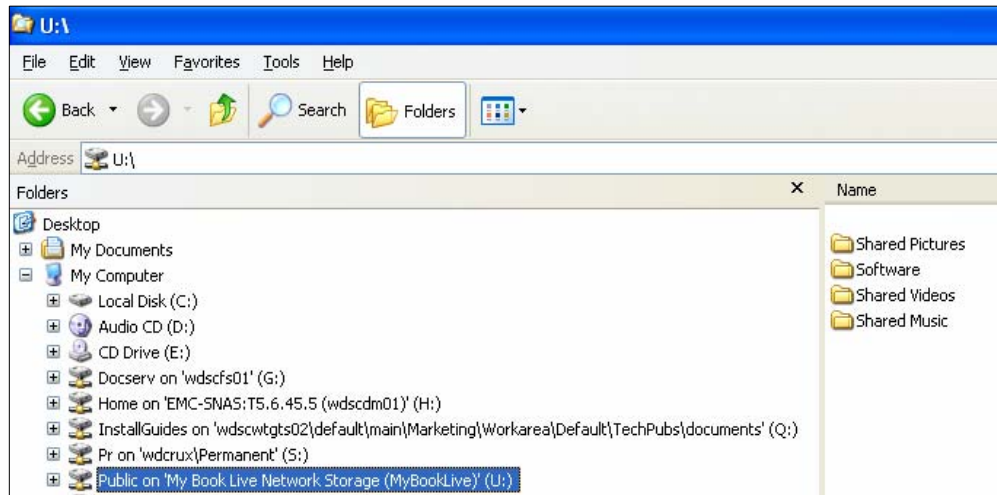 U:\
File Edit View Favorites Tools Help
Back Search Folders
Address U:\
Folders
Name
Desktop
My Documents
My Computer
Local Disk (C:)
Audio CD (D:)
CD Drive (E:)
Docserv on 'wdscfs01' (G:)
Home on 'EMC-SNAS:T5.6.45.5 (wdscdm01)' (H:)
InstallGuides on 'wdscwtgts02\default\main\Marketing\Workarea\Default\TechPubs\documents' (Q:)
Pr on 'wdcrux\Permanent' (S:)
Public on 'My Book Live Network Storage (MyBookLive)' (U:)
Shared Pictures
Software
Shared Videos
Shared Music